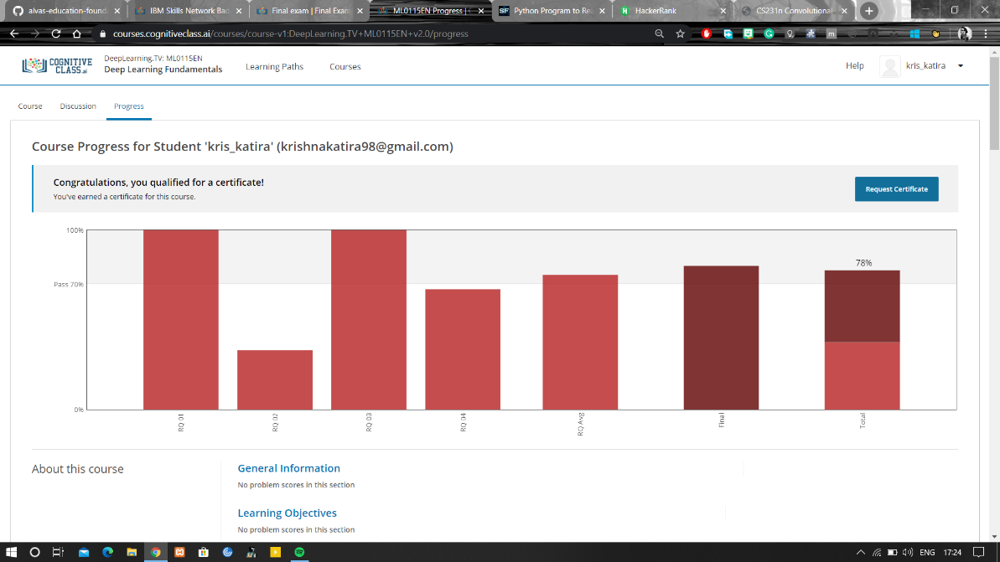 alvas-education-found
IBM Skills Network Bad
Final exam | Final Exam
ML0115EN Progress |
Python Program to Re
HackerRank
CS231n Convolutional
courses.cognitiveclass.ai/courses/course-v1:DeepLearning.TV+ML0115EN+v2.0/progress
COGNITIVE
CLASS.ai
DeepLearning.TV: ML0115EN
Deep Learning Fundamentals
Learning Paths
Courses
Help
kris_katira
Course
Discussion
Progress
Course Progress for Student 'kris_katira' (krishnakatira98@gmail.com)
Congratulations, you qualified for a certificate!
You've earned a certificate for this course.
Request Certificate
100%
Pass 70%
0%
78%
RQ 01
RQ 02
RQ 03
RQ 04
RQ Avg
Final
Total
About this course
General Information
No problem scores in this section
Learning Objectives
No problem scores in this section
ENG
17:24